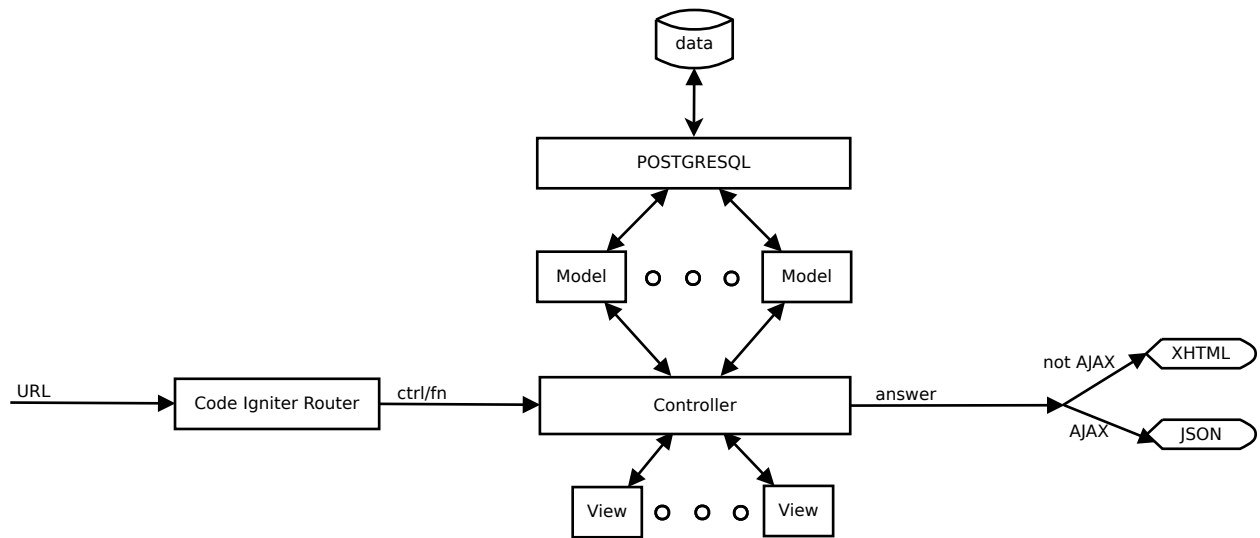 data
POSTGRESQL
Model
Model
URL
Code Igniter Router
ctrl/fn
Controller
answer
not AJAX
XHTML
AJAX
JSON
View
View